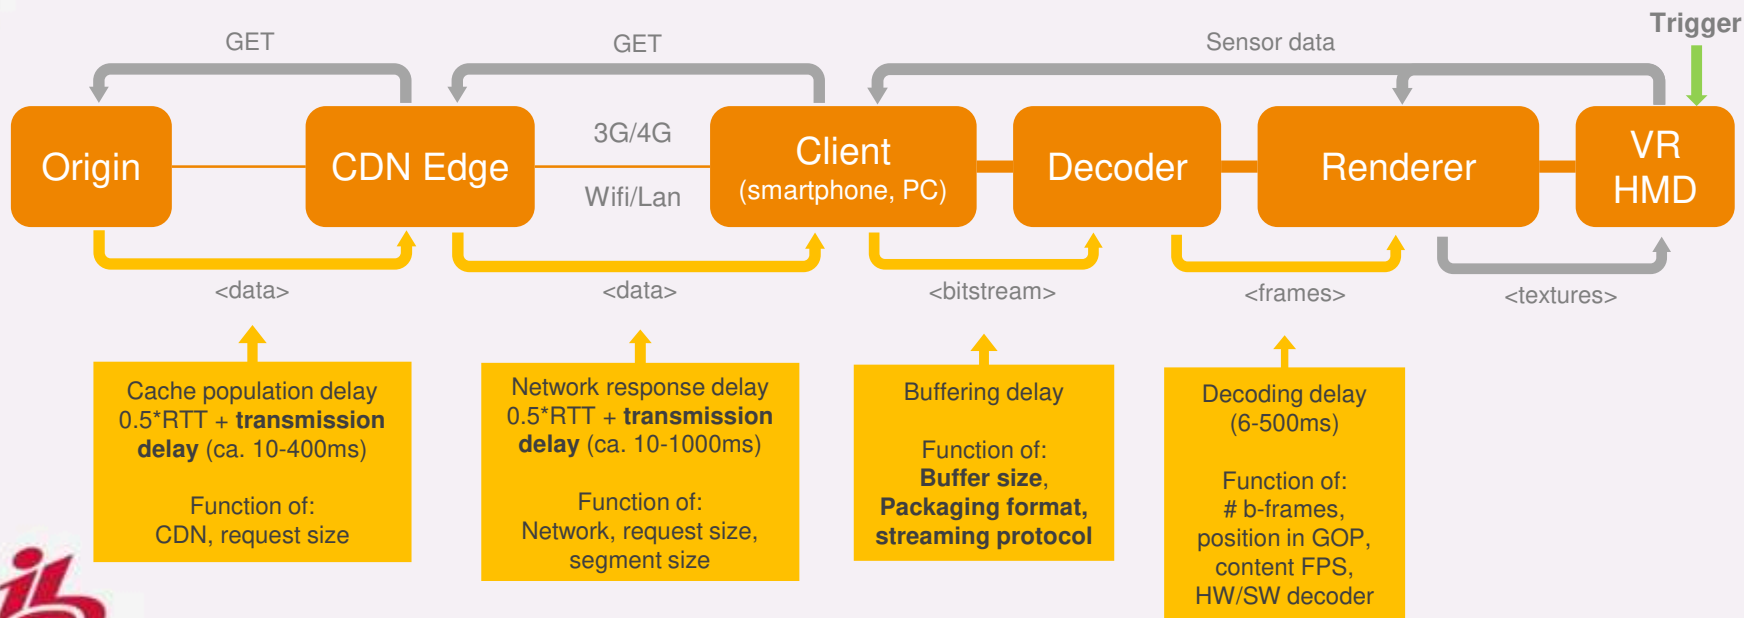 Trigger
GET
GET
Sensor data
Origin
CDN Edge
3G/4G
Wifi/Lan
Client
(smartphone, PC)
Decoder
Renderer
VR
HMD
<data>
<data>
<bitstream>
<frames>
<textures>
Cache population delay
0.5*RTT + transmission
delay (ca. 10-400ms)
Function of:
CDN, request size
Network response delay
0.5*RTT + transmission
delay (ca. 10-1000ms)
Function of:
Network, request size,
segment size
Buffering delay
Function of:
Buffer size,
Packaging format,
streaming protocol
Decoding delay
(6-500ms)
Function of:
# b-frames,
position in GOP,
content FPS,
HW/SW decoder